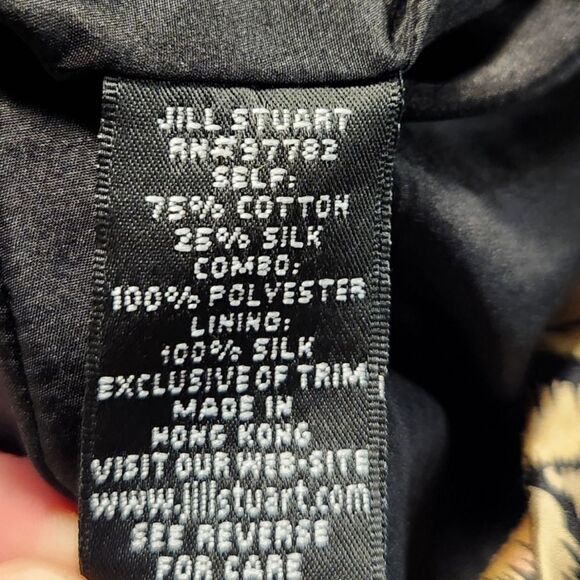 JILL STUART
RN# 37782
SELF:
75% COTTON
25% SILK
COMBO:
100% POLYESTER
LINING:
100% SILK
EXCLUSIVE OF TRIM
MADE IN
HONG KONG
VISIT OUR WEB-SITE
www.jillstuart.com
SEE REVERSE
FOR CARE